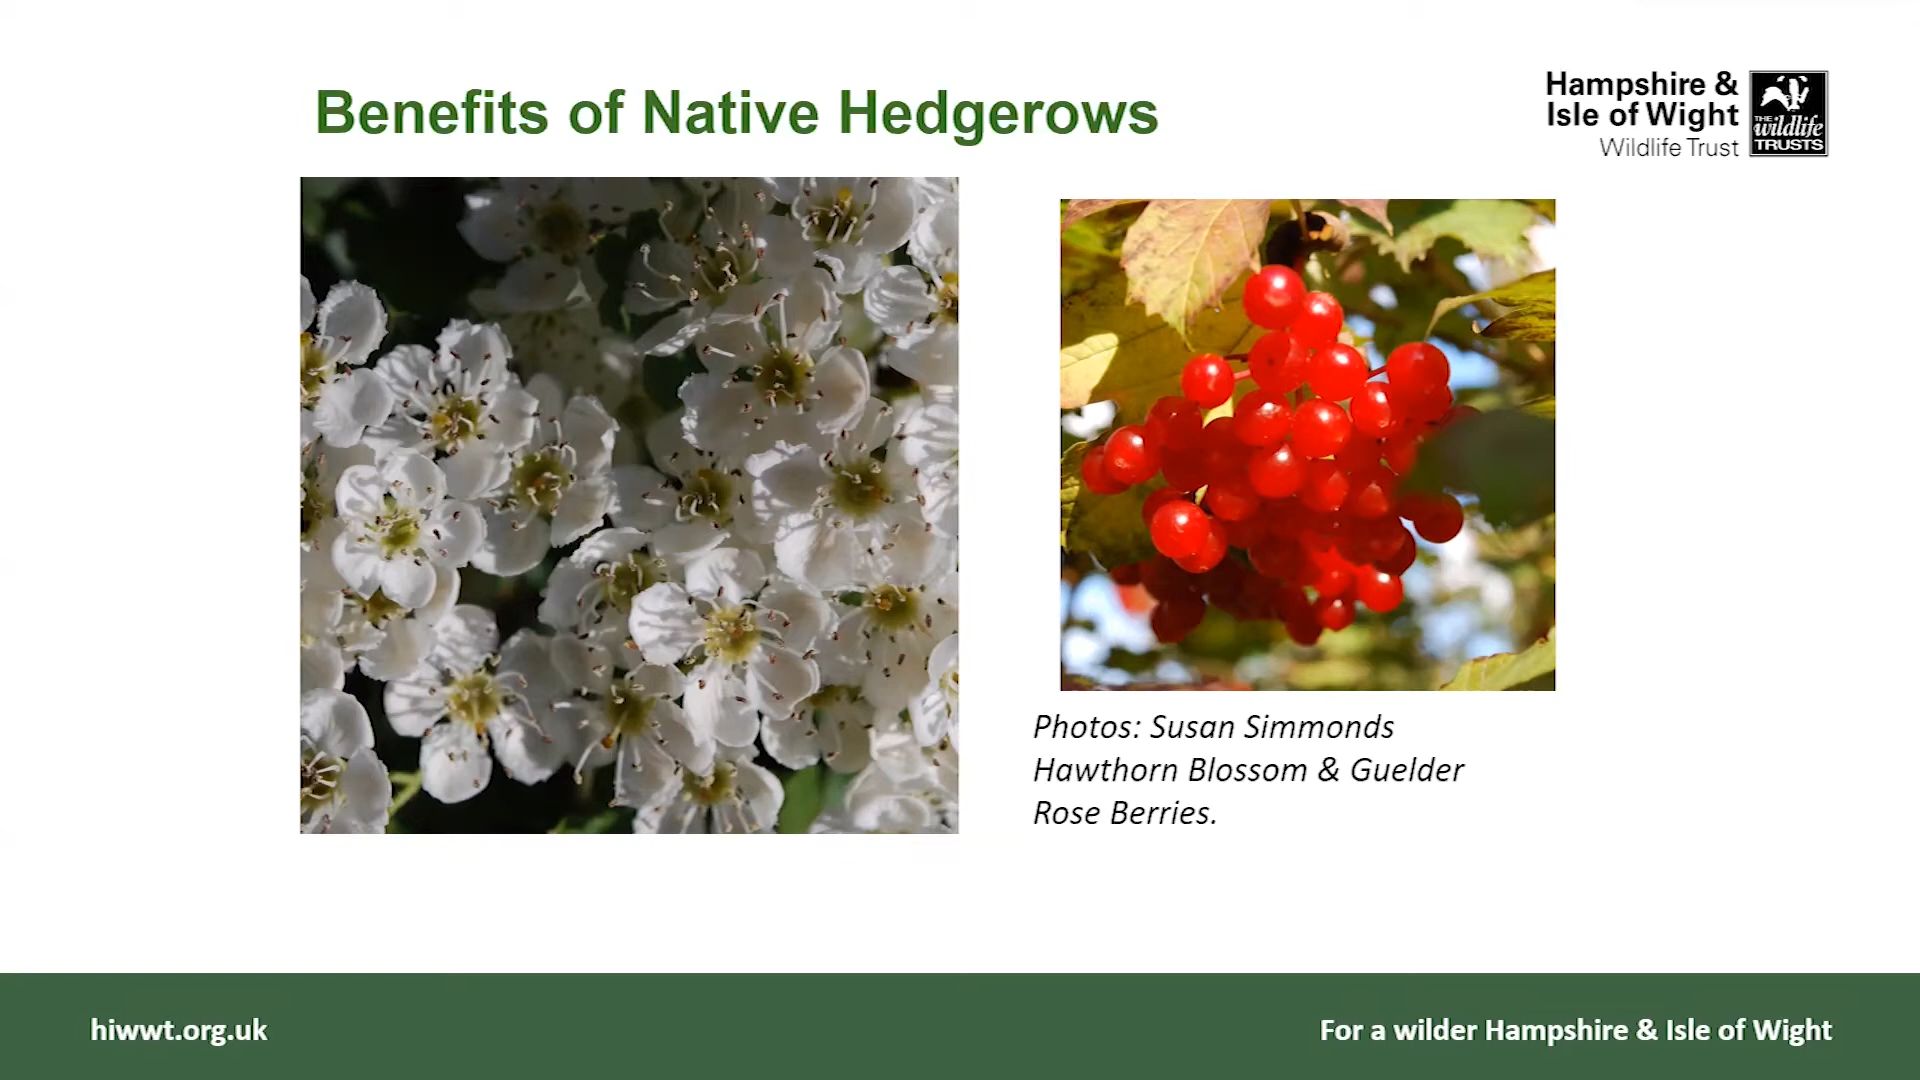 Benefits of Native Hedgerows
Hampshire &
Isle of Wight
Wildlife Trust
THE
wildlife
TRUSTS
Photos: Susan Simmonds
Hawthorn Blossom & Guelder
Rose Berries.
hiwwt.org.uk
For a wilder Hampshire & Isle of Wight